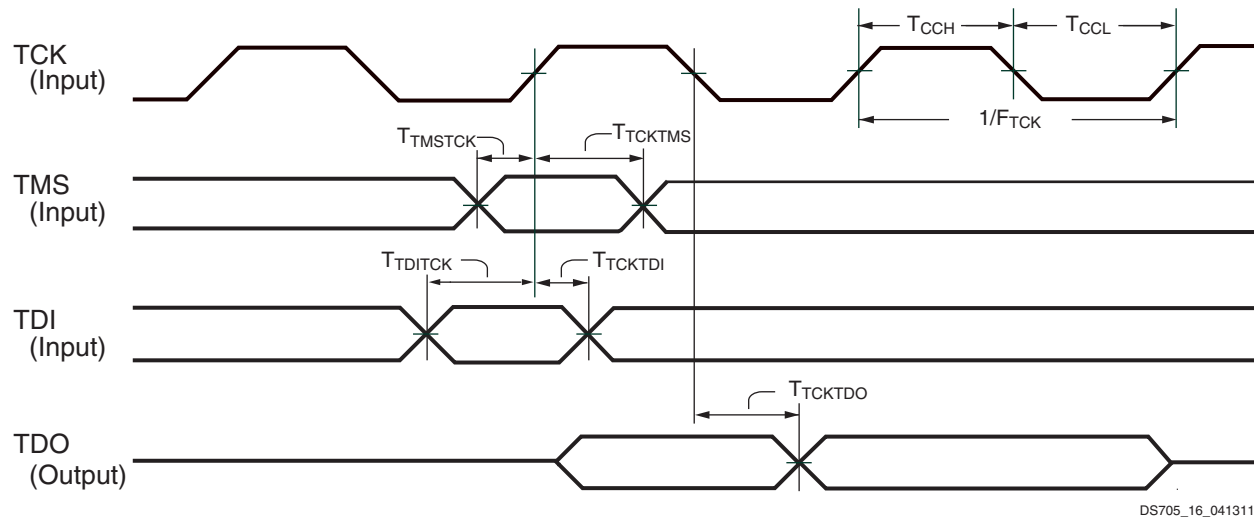 TCK
(Input)
TCCH
TCCL
1/FTCK
TTMSTCK
TTCKTMS
TMS
(Input)
TTDITCK
TTCKTDI
TDI
(Input)
TTCKTDO
TDO
(Output)
DS705_16_041311